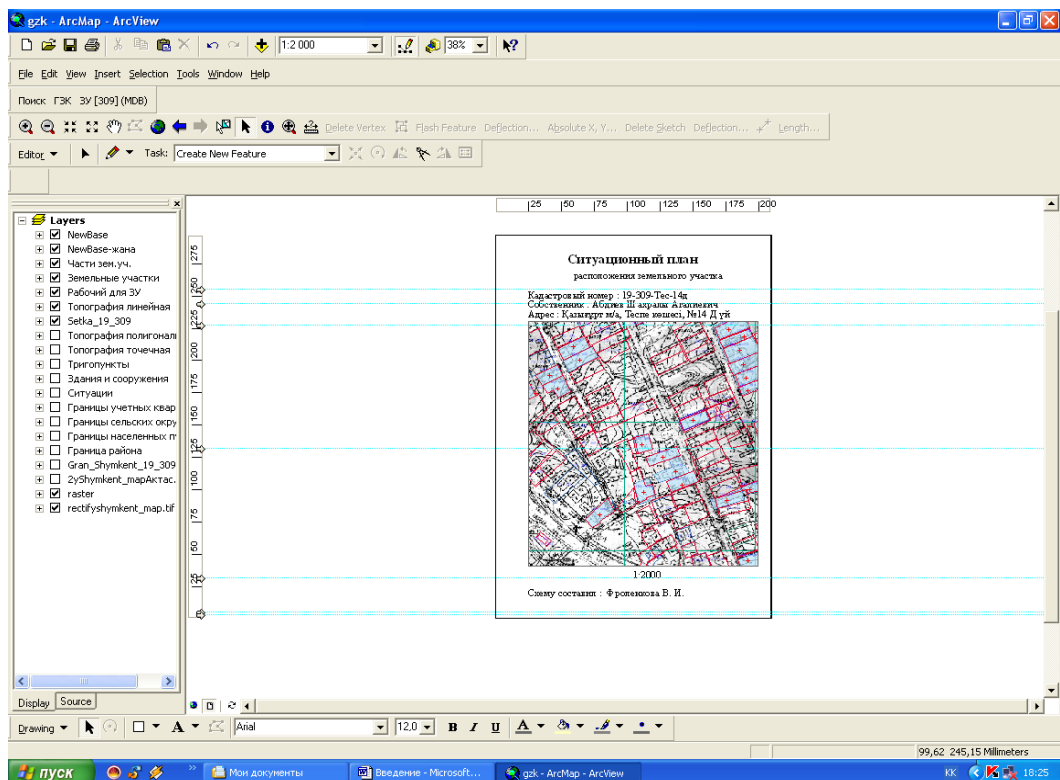 gzk - ArcMap - ArcView
1:2 000
38%
File Edit View Insert Selection Tools Window Help
Поиск ГЗК ЗУ [309] (MDB)
Delete Vertex Flash Feature Deflection... Absolute X, Y... Delete Sketch Deflection... Length...
Editor Task: Create New Feature
Layers
NewBase
NewBase-жана
Части зем.уч.
Земельные участки
Рабочий для ЗУ
Топография линейная
Setka_19_309
Топография полигонал
Топография точечная
Тригопункты
Здания и сооружения
Ситуации
Границы учетных квар
Границы сельских окру
Границы населенных п
Граница района
Gran_Shymkent_19_309
2yShymkent_mapАктас.
raster
rectifyshymkent_map.tif
Display Source
25 50 75 100 125 150 175 200
275
250
225
200
175
150
125
100
75
50
25
0
Ситуационный план
расположения земельного участка
Кадастровый номер : 19-309-Тес-14д
Собственник : Абдиев
Адрес : Казыгурт м/а, Теспе көшесі, №14 Д үй
1:2000
Схему составил : Фроленкова В. И.
Drawing A Arial 12,0 B I U A
99,62 245,15 Millimeters
пуск Мои документы Введение - Microsoft... gzk - ArcMap - ArcView KK 18:25